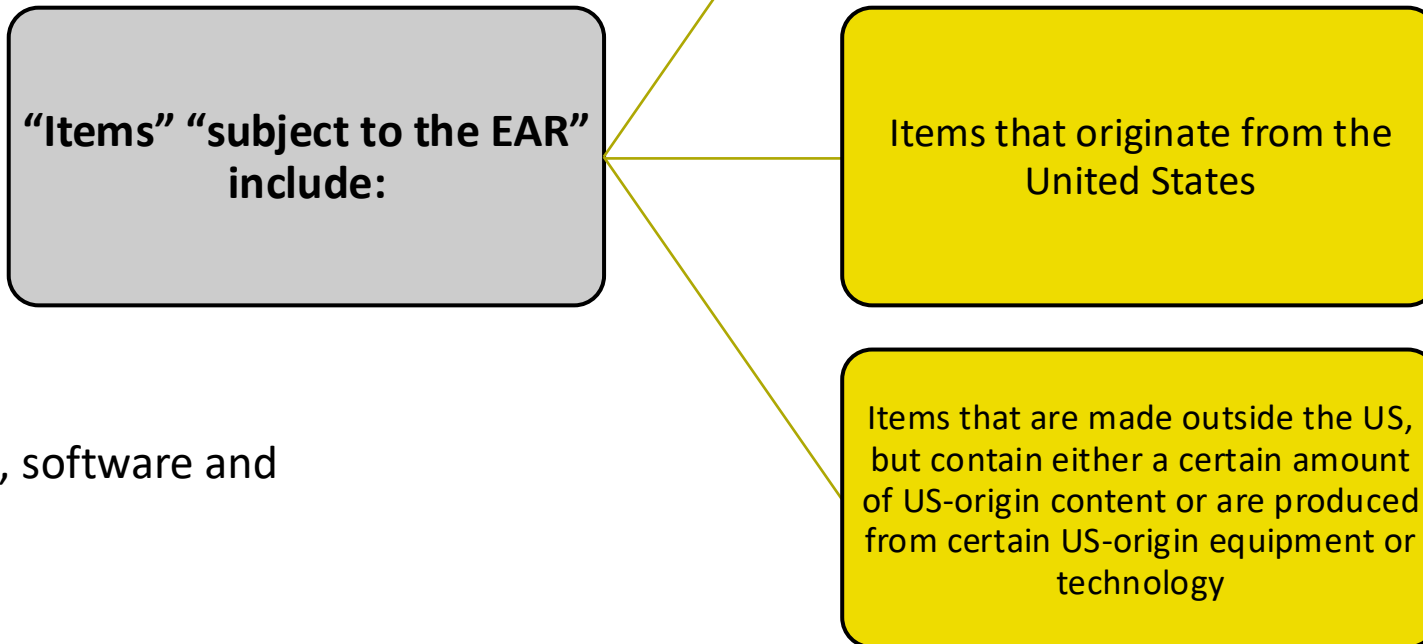 “Items” “subject to the EAR”
include:
Items that originate from the
United States
, software and
Items that are made outside the US,
but contain either a certain amount
of US-origin content or are produced
from certain US-origin equipment or
technology